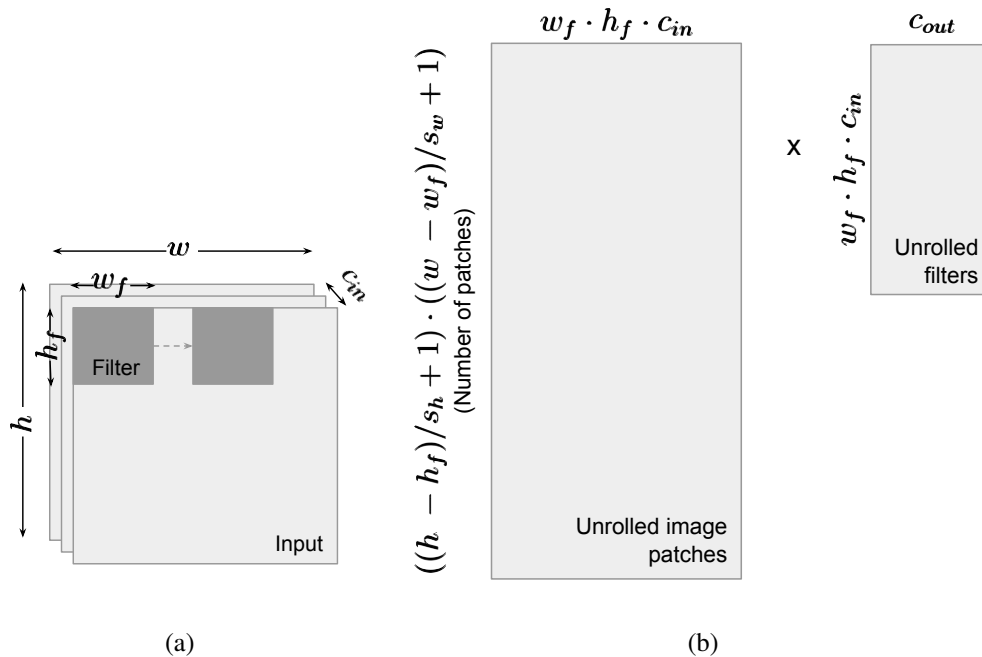 w
w_f
c_in
h_f
h
Filter
Input
(a)
w_f · h_f · c_in
((h - h_f)/s_h + 1) · ((w - w_f)/s_w + 1)
(Number of patches)
Unrolled image
patches
x
c_out
w_f · h_f · c_in
Unrolled
filters
(b)